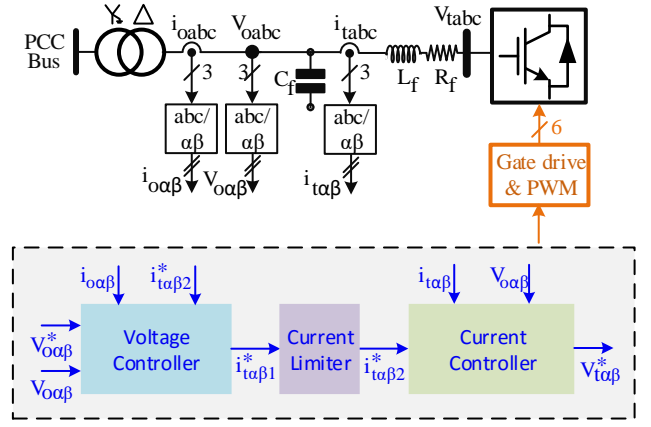 PCC
Bus
i_oabc
V_oabc
i_tabc
V_tabc
3
3
3
C_f
L_f
R_f
abc/
αβ
abc/
αβ
abc/
αβ
i_oαβ
V_oαβ
i_tαβ
6
Gate drive
& PWM
i_oαβ
i*_tαβ2
i_tαβ
V_oαβ
V*_oαβ
V_oαβ
Voltage
Controller
i*_tαβ1
Current
Limiter
i*_tαβ2
Current
Controller
V*_tαβ